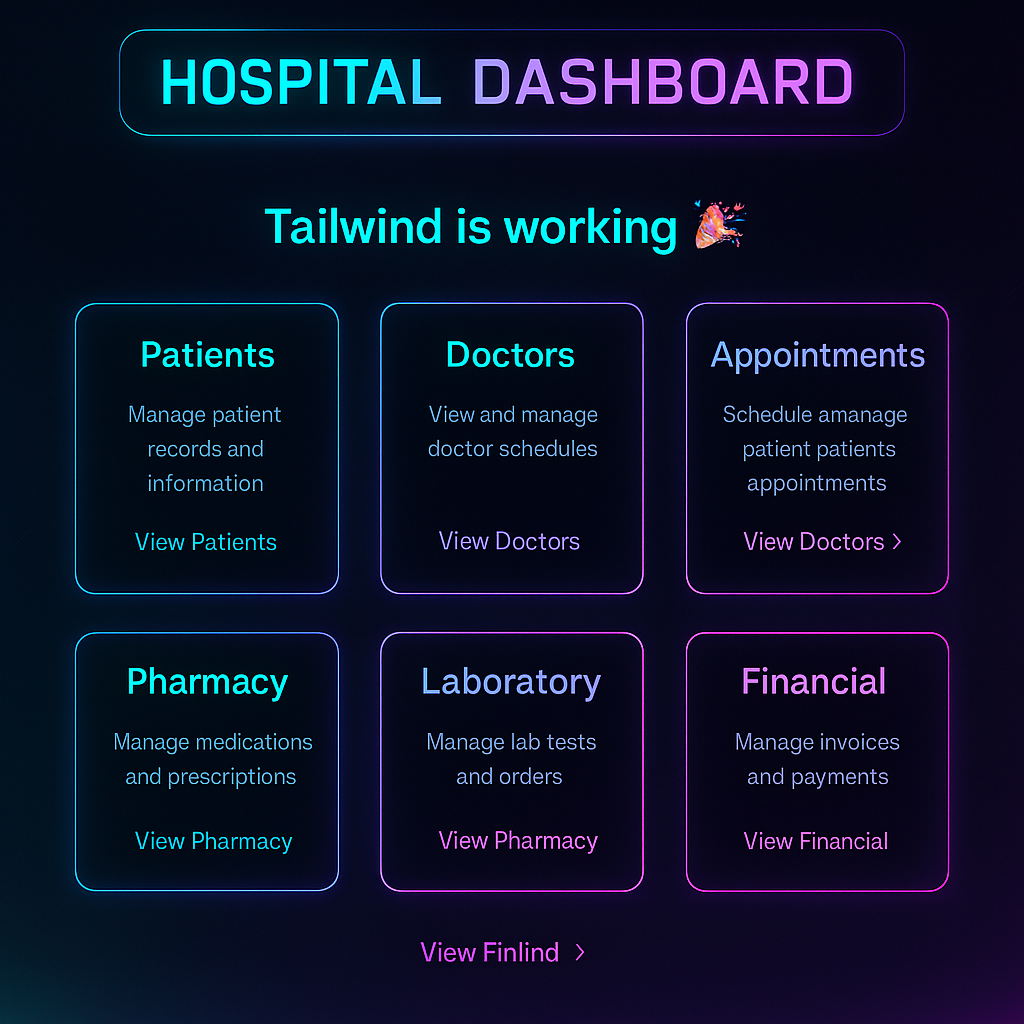 HOSPITAL DASHBOARD
Tailwind is working
Patients
Manage patient
records and
information
View Patients
Doctors
View and manage
doctor schedules
View Doctors
Appointments
Schedule amanage
patient patients
appointments
View Doctors >
Pharmacy
Manage medications
and prescriptions
View Pharmacy
Laboratory
Manage lab tests
and orders
View Pharmacy
Financial
Manage invoices
and payments
View Financial
View Finlind >